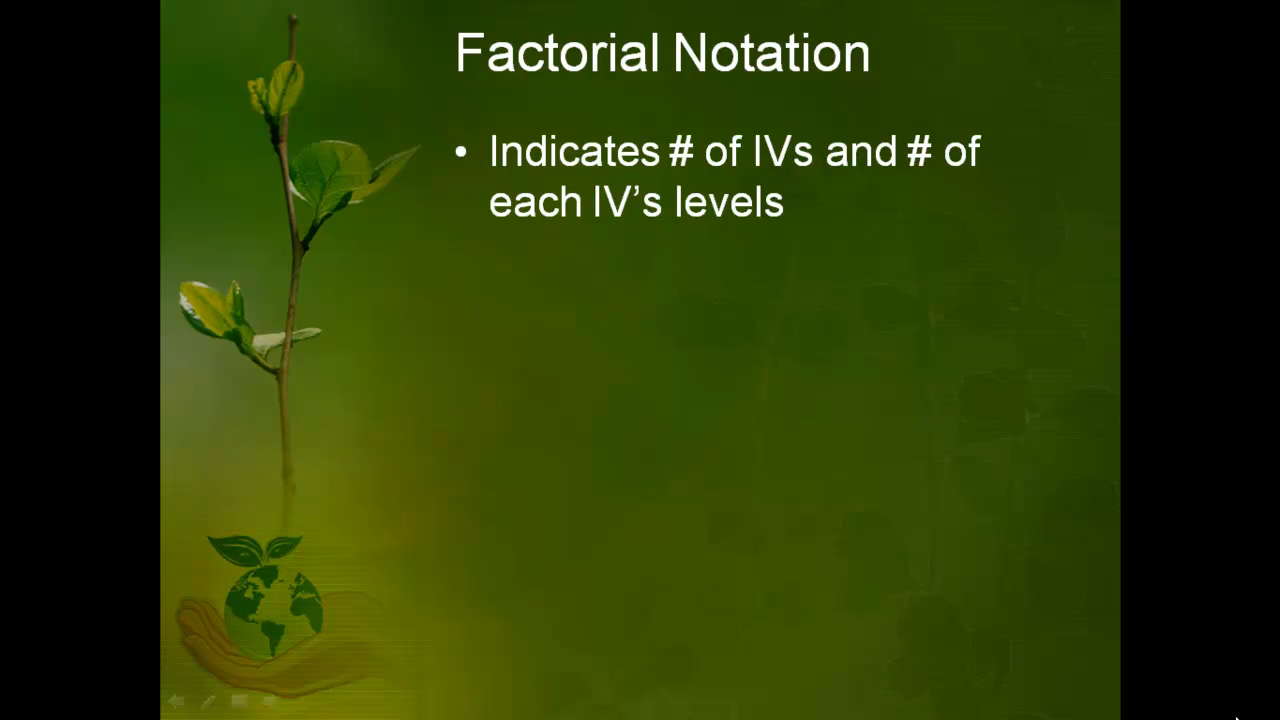 Factorial Notation
• Indicates # of IVs and # of
each IV’s levels